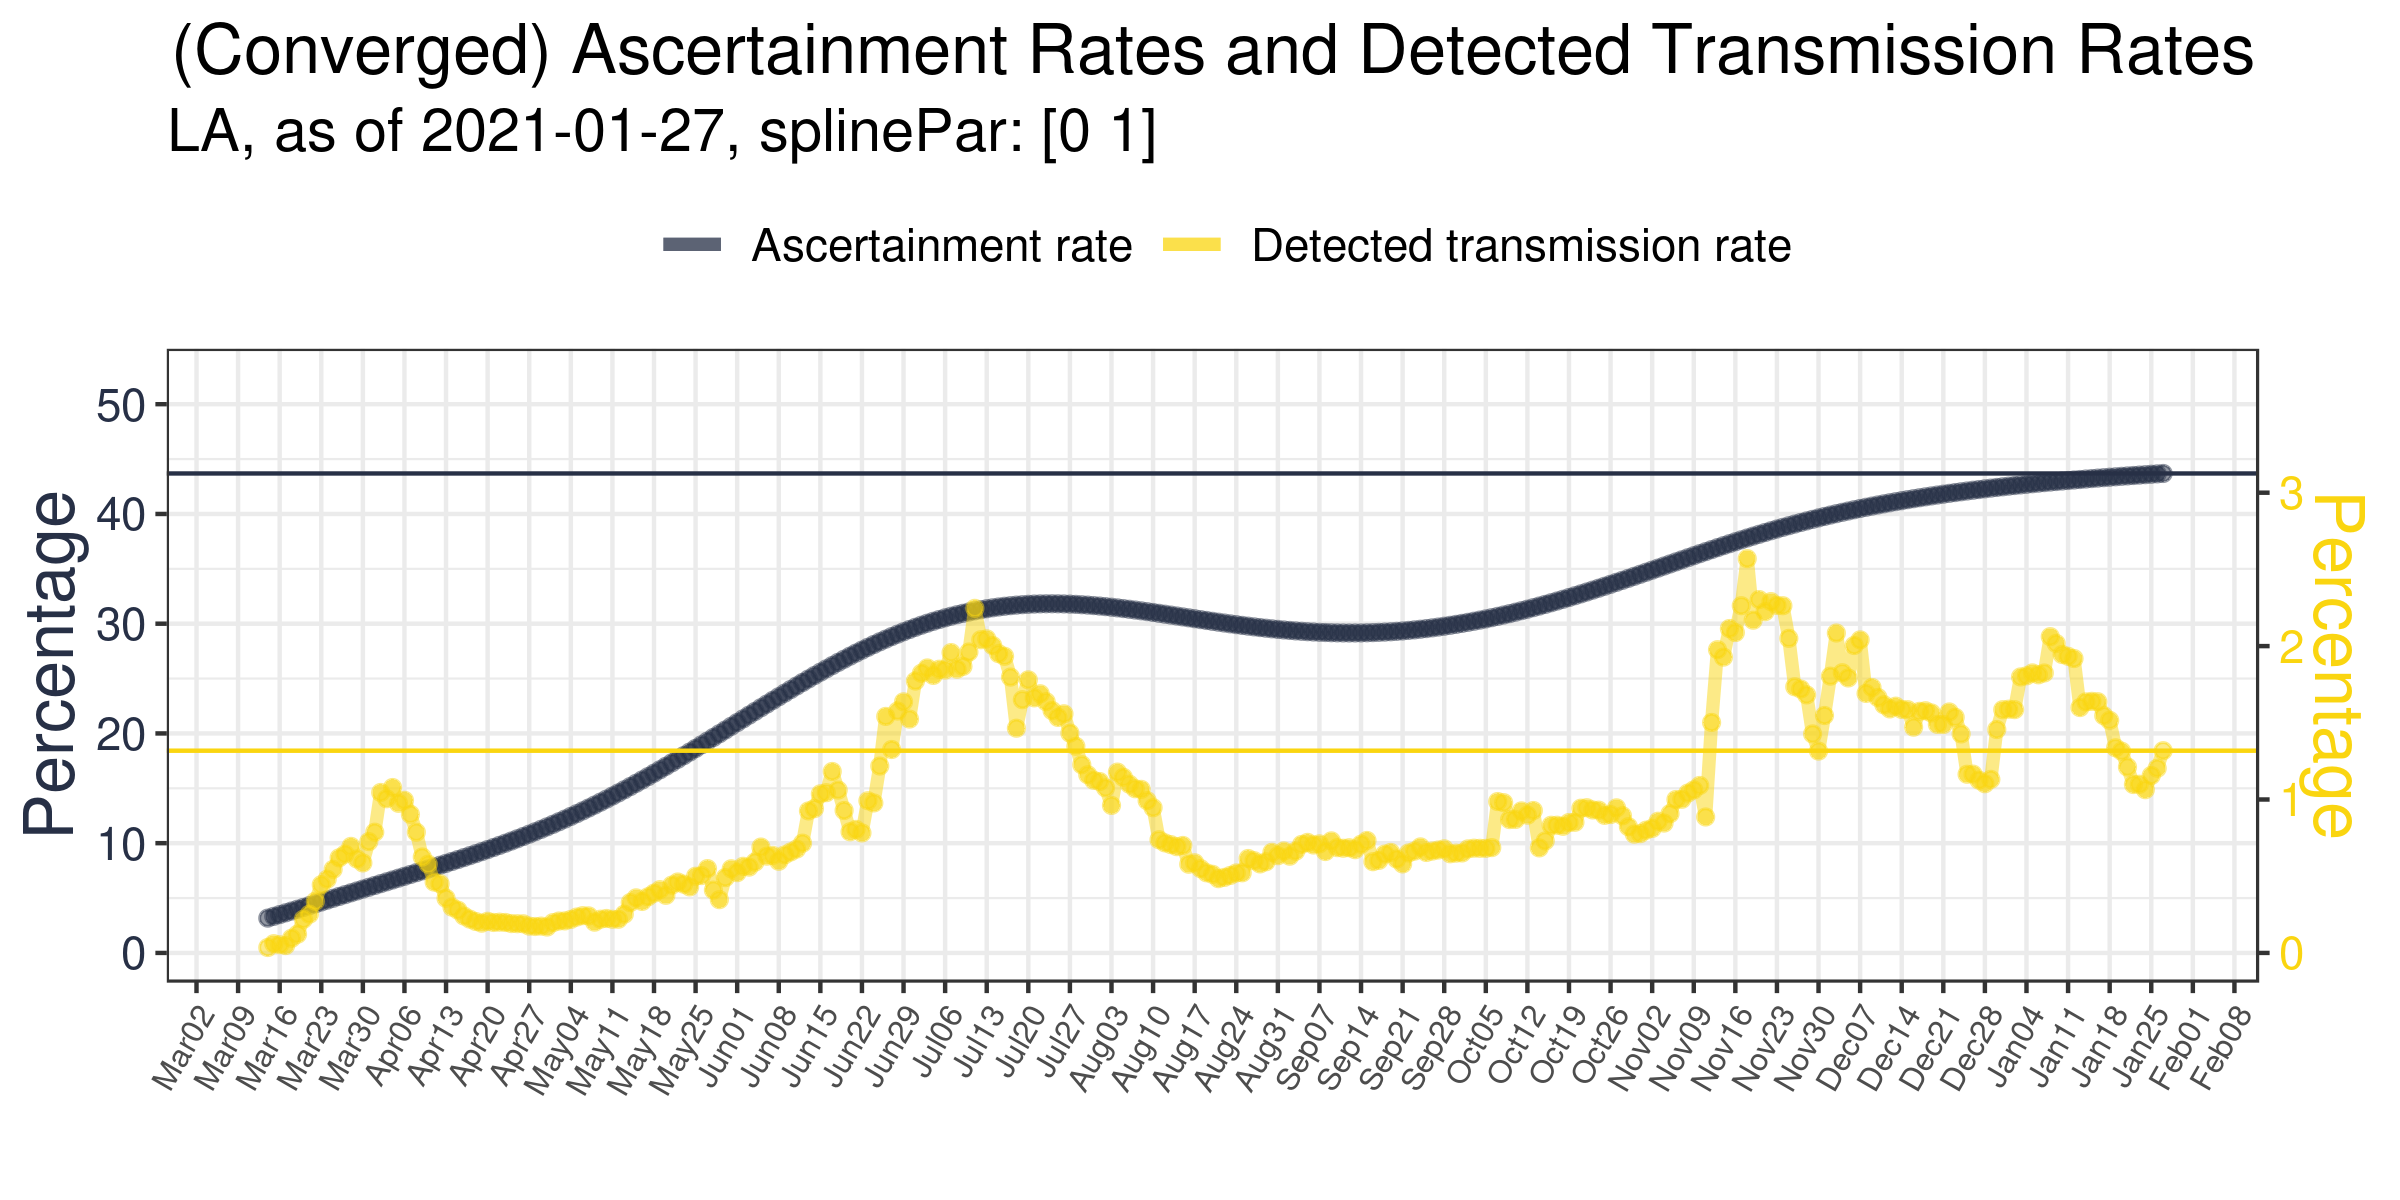 (Converged) Ascertainment Rates and Detected Transmission Rates
LA, as of 2021-01-27, splinePar: [0 1]
Ascertainment rate Detected transmission rate
Percentage
50
40
30
20
10
0
3
2
1
0
Percentage
Mar02 Mar09 Mar16 Mar23 Mar30 Apr06 Apr13 Apr20 Apr27 May04 May11 May18 May25 Jun01 Jun08 Jun15 Jun22 Jun29 Jul06 Jul13 Jul20 Jul27 Aug03 Aug10 Aug17 Aug24 Aug31 Sep07 Sep14 Sep21 Sep28 Oct05 Oct12 Oct19 Oct26 Nov02 Nov09 Nov16 Nov23 Nov30 Dec07 Dec14 Dec21 Dec28 Jan04 Jan11 Jan18 Jan25 Feb01 Feb08